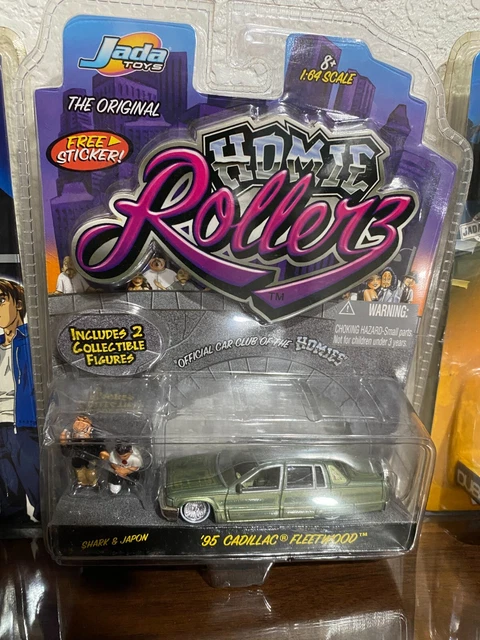 Jada
TOYS
8+
1:64 SCALE
THE ORIGINAL
FREE
STICKER!
HOMIE
Rollerz
TM
WARNING:
CHOKING HAZARD-Small parts
Not for children under 3 years
INCLUDES 2
COLLECTIBLE
FIGURES
"OFFICIAL CAR CLUB OF THE HOMIES
SHARK & JAPON
'95 CADILLAC® FLEETWOOD™
JADA
DUB